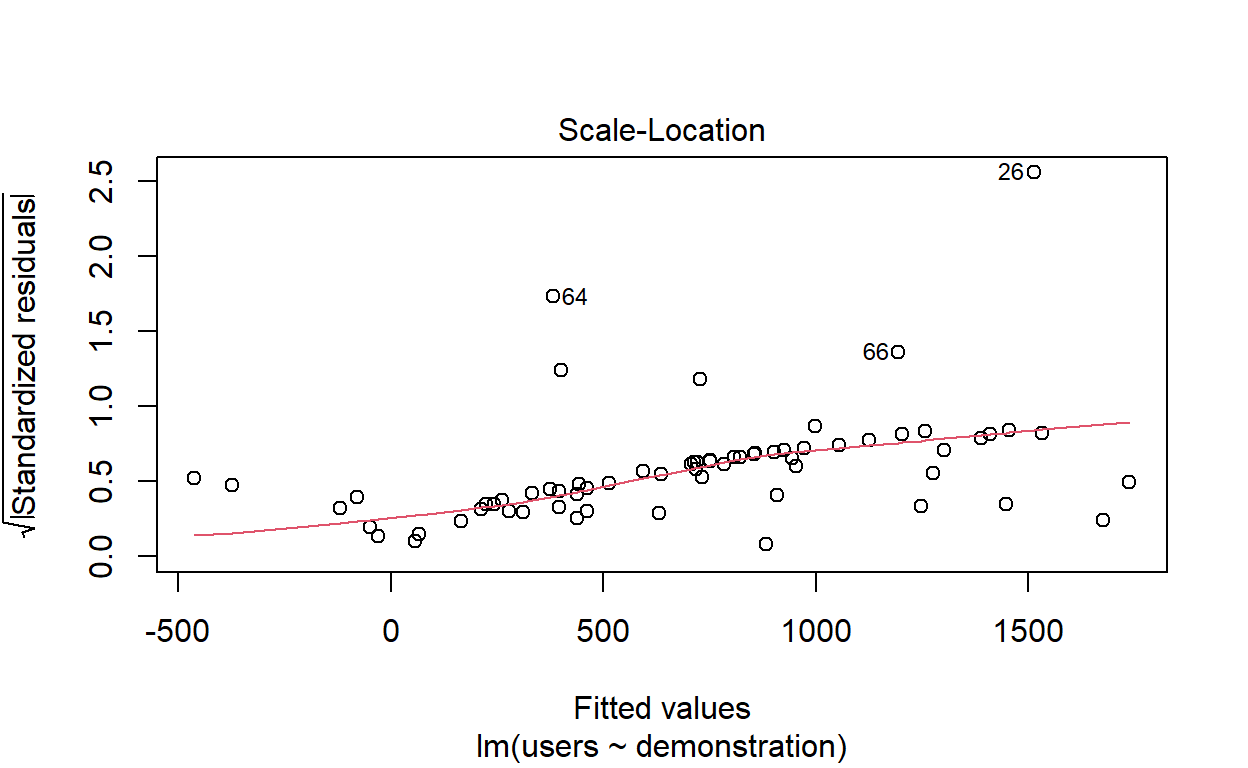 Scale-Location
√|Standardized residuals|
2.5
2.0
1.5
1.0
0.5
0.0
26
64
66
-500 0 500 1000 1500
Fitted values
lm(users ~ demonstration)